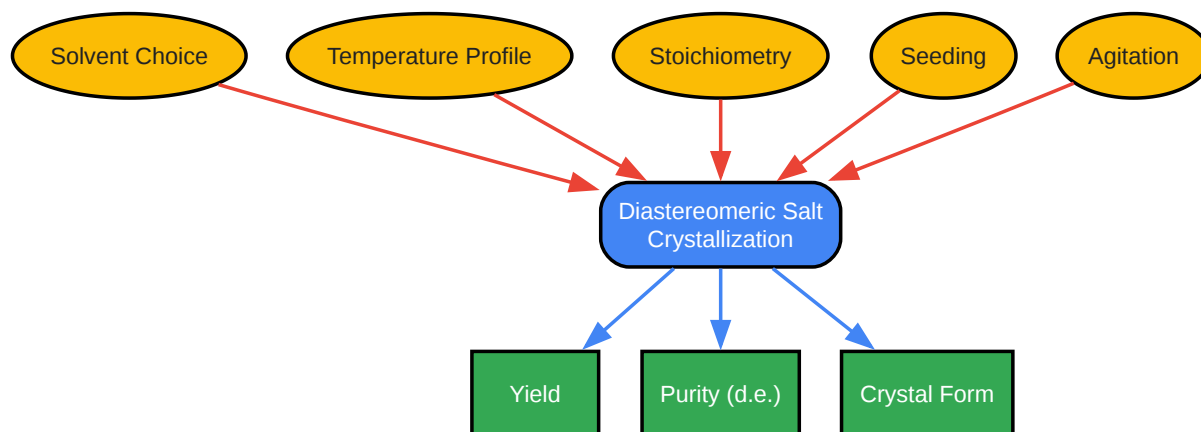 Solvent Choice
Temperature Profile
Stoichiometry
Seeding
Agitation
Diastereomeric Salt
Crystallization
Yield
Purity (d.e.)
Crystal Form